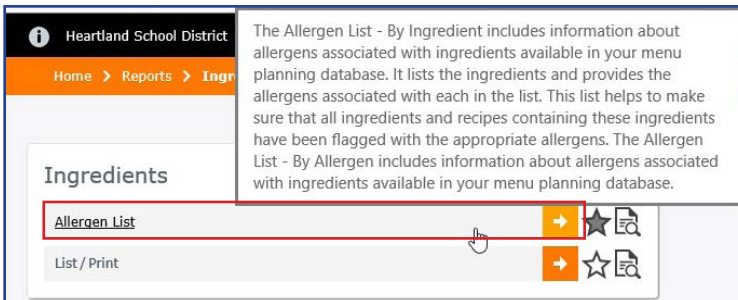 Heartland School District
Home > Reports > Ingr
The Allergen List - By Ingredient includes information about
allergens associated with ingredients available in your menu
planning database. It lists the ingredients and provides the
allergens associated with each in the list. This list helps to make
sure that all ingredients and recipes containing these ingredients
have been flagged with the appropriate allergens. The Allergen
List - By Allergen includes information about allergens associated
with ingredients available in your menu planning database.
Ingredients
Allergen List
List / Print